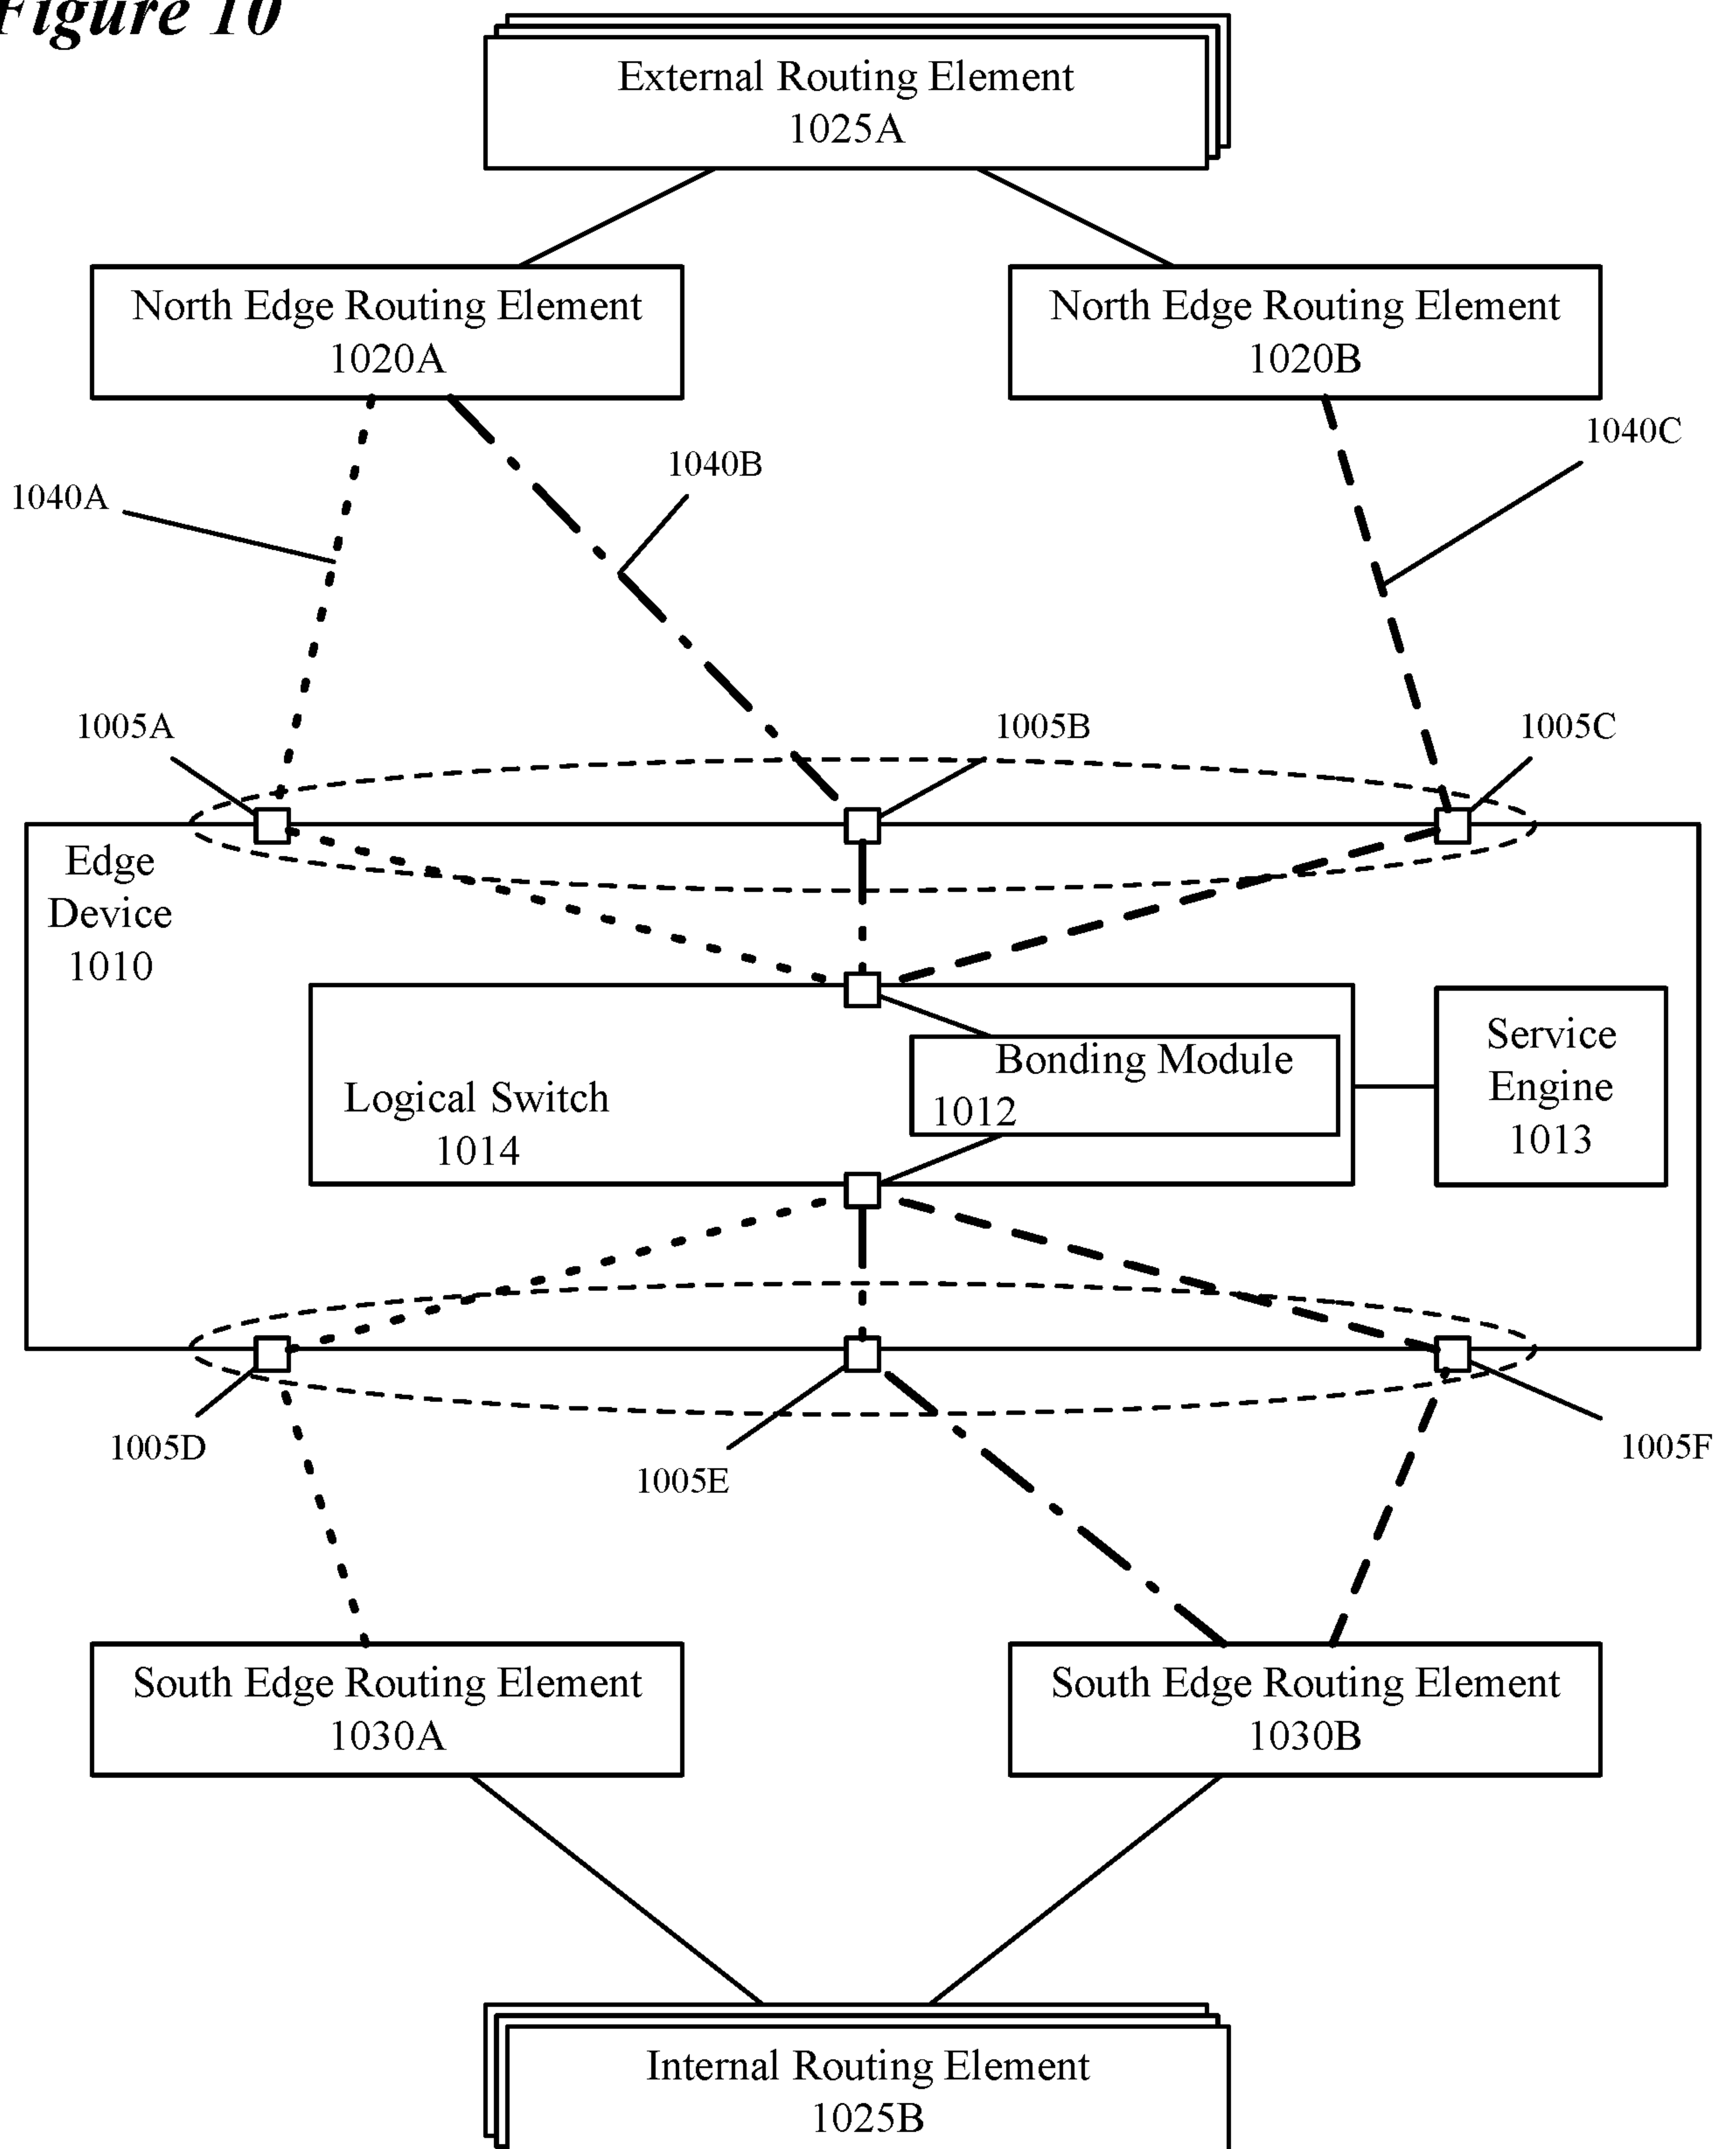 Figure 10
External Routing Element
1025A
North Edge Routing Element
1020A
North Edge Routing Element
1020B
1040A
1040B
1040C
1005A
1005B
1005C
Edge
Device
1010
Logical Switch
1014
Bonding Module
1012
Service
Engine
1013
1005D
1005E
1005F
South Edge Routing Element
1030A
South Edge Routing Element
1030B
Internal Routing Element
1025B